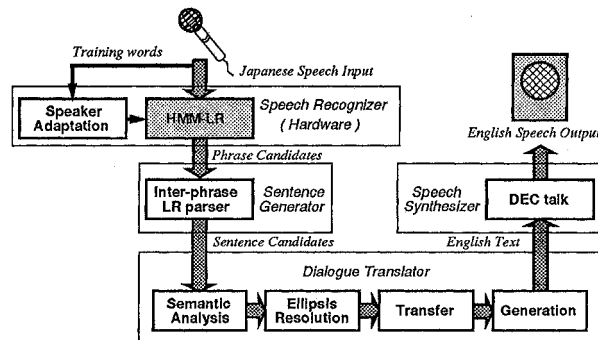 Training words
Japanese Speech Input
Speaker
Adaptation
HMM-LR
Speech Recognizer
( Hardware )
English Speech Output
Phrase Candidates
Inter-phrase
LR parser
Sentence
Generator
Speech
Synthesizer
DEC talk
Sentence Candidates
English Text
Dialogue Translator
Semantic
Analysis
Ellipsis
Resolution
Transfer
Generation